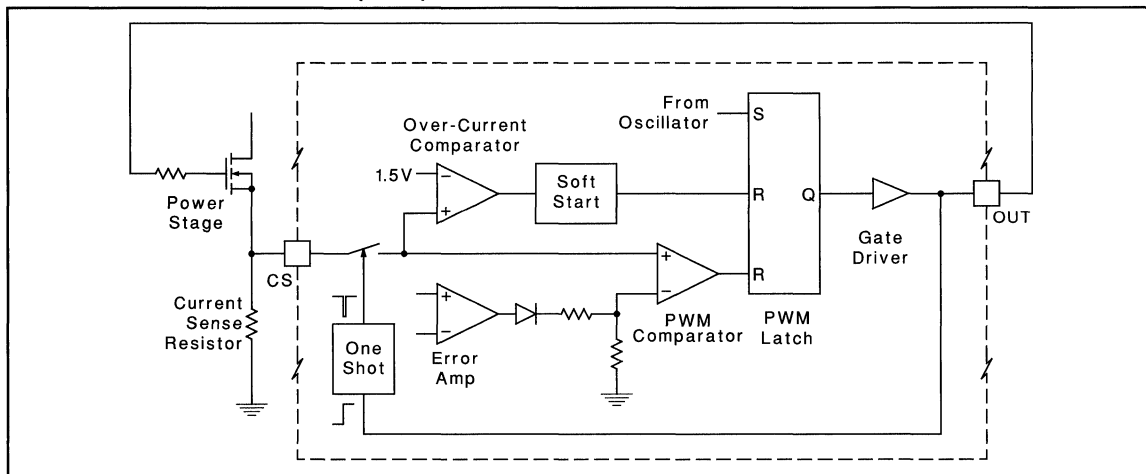 From
Oscillator
S
Over-Current
Comparator
1.5V
−
+
Soft
Start
R
Q
OUT
Gate
Driver
Power
Stage
CS
+
−
R
PWM
Comparator
PWM
Latch
Current
Sense
Resistor
One
Shot
+
−
Error
Amp